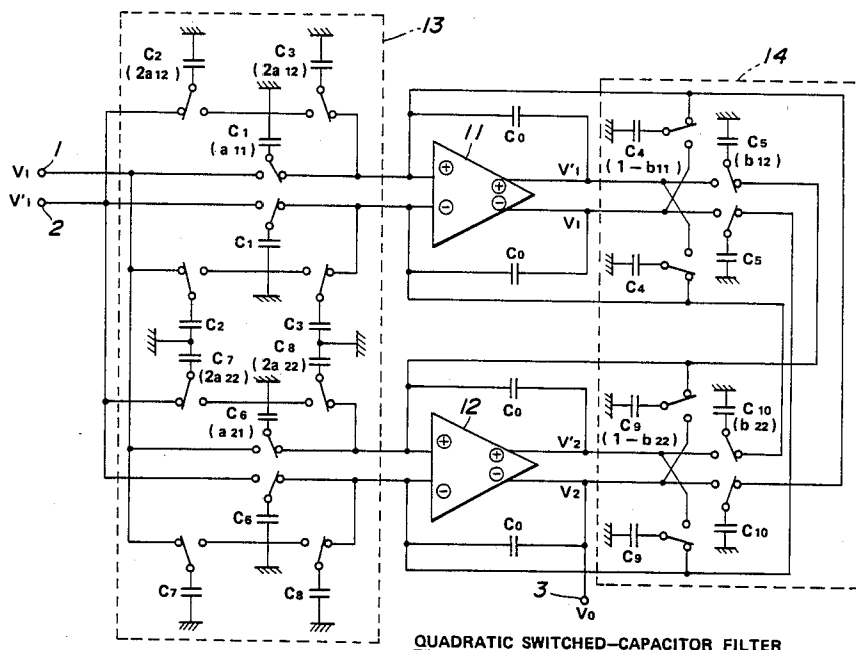 13
14
C2
(2a12)
C3
(2a12)
C1
(a11)
C0
11
C4
(1-b11)
C5
(b12)
1
VI
V'I
2
V'1
V1
C1
C0
C4
C5
C2
C3
C7
(2a22)
C8
(2a22)
C6
(a21)
C0
12
C9
(1-b22)
C10
(b22)
V'2
V2
C6
C0
C9
C10
C7
C8
3
V0
QUADRATIC SWITCHED-CAPACITOR FILTER